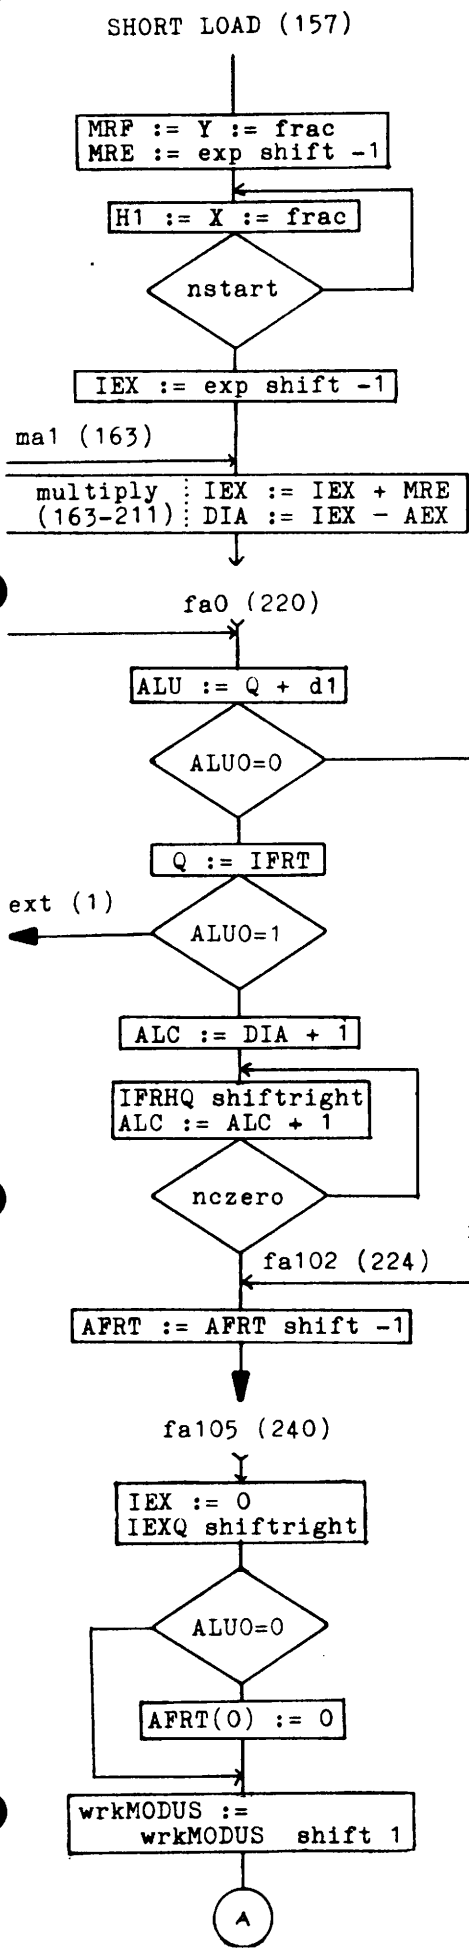 SHORT LOAD (157)
MRF := Y := frac
MRE := exp shift -1
H1 := X := frac
nstart
IEX := exp shift -1
ma1 (163)
multiply IEX := IEX + MRE
(163-211) DIA := IEX - AEX
fa0 (220)
ALU := Q + d1
ALU0=0
Q := IFRT
ext (1)
ALU0=1
ALC := DIA + 1
IFRHQ shiftright
ALC := ALC + 1
nczero
fa102 (224)
AFRT := AFRT shift -1
fa105 (240)
IEX := 0
IEXQ shiftright
ALU0=0
AFRT(0) := 0
wrkMODUS :=
wrkMODUS shift 1
A